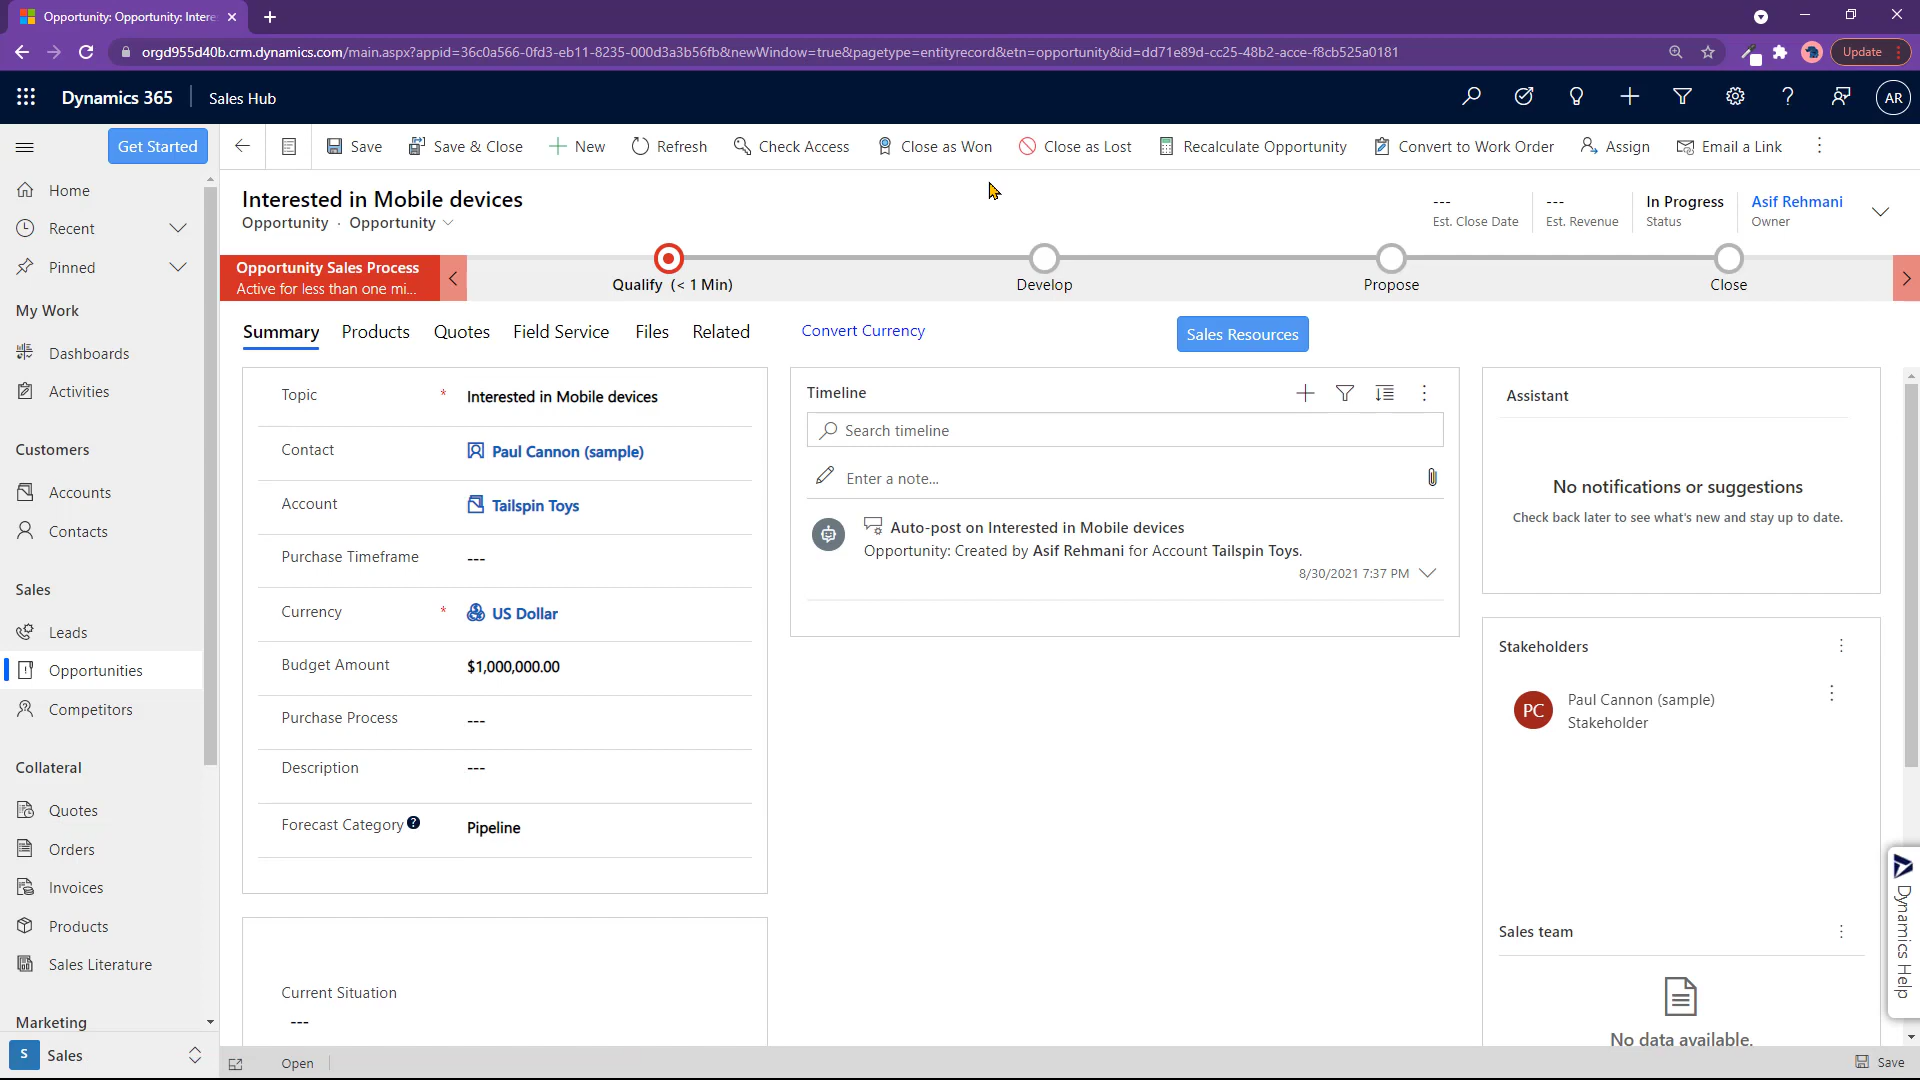 Opportunity: Opportunity: Intere
orgd955d40b.crm.dynamics.com/main.aspx?appid=36c0a566-0fd3-eb11-8235-000d3a3b56fb&newWindow=true&pagetype=entityrecord&etn=opportunity&id=dd71e89d-cc25-48b2-acce-f8cb525a0181
Update
Dynamics 365
Sales Hub
AR
Get Started
Save
Save & Close
New
Refresh
Check Access
Close as Won
Close as Lost
Recalculate Opportunity
Convert to Work Order
Assign
Email a Link
Home
Recent
Pinned
My Work
Dashboards
Activities
Customers
Accounts
Contacts
Sales
Leads
Opportunities
Competitors
Collateral
Quotes
Orders
Invoices
Products
Sales Literature
Marketing
S Sales
Interested in Mobile devices
Opportunity · Opportunity
---
Est. Close Date
---
Est. Revenue
In Progress
Status
Asif Rehmani
Owner
Opportunity Sales Process
Active for less than one mi...
Qualify (< 1 Min)
Develop
Propose
Close
Summary
Products
Quotes
Field Service
Files
Related
Convert Currency
Sales Resources
Topic * Interested in Mobile devices
Contact Paul Cannon (sample)
Account Tailspin Toys
Purchase Timeframe ---
Currency * US Dollar
Budget Amount $1,000,000.00
Purchase Process ---
Description ---
Forecast Category ? Pipeline
Current Situation
---
Timeline
Search timeline
Enter a note...
Auto-post on Interested in Mobile devices
Opportunity: Created by Asif Rehmani for Account Tailspin Toys.
8/30/2021 7:37 PM
Assistant
No notifications or suggestions
Check back later to see what's new and stay up to date.
Stakeholders
PC
Paul Cannon (sample)
Stakeholder
Sales team
No data available.
Dynamics Help
Open
Save